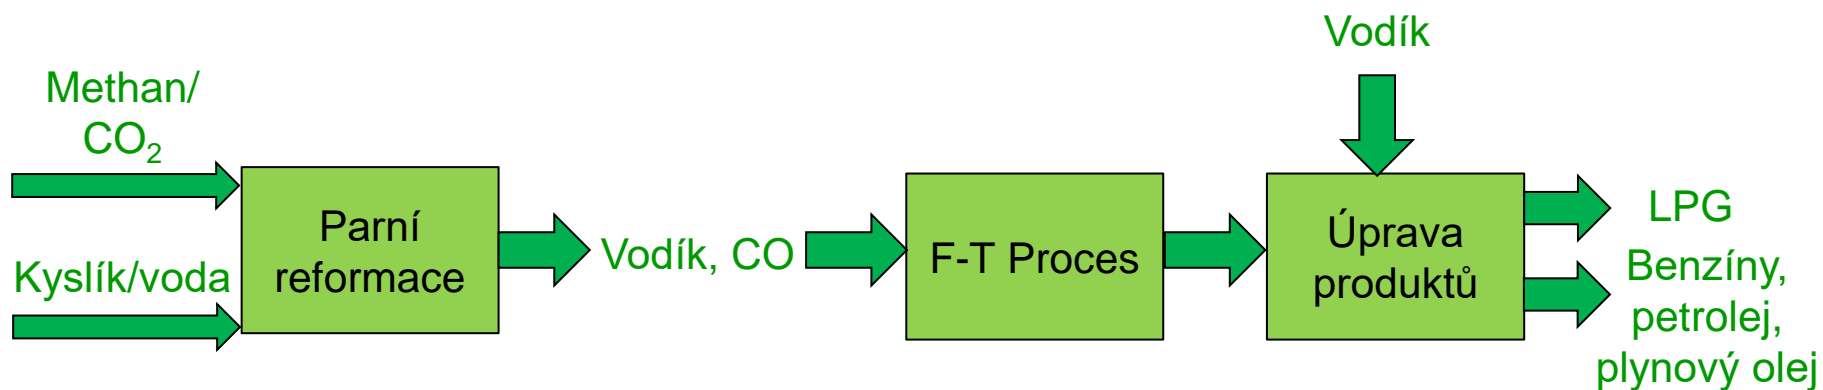 Methan/
CO₂
Kyslík/voda
Parní
reformace
Vodík, CO
F-T Proces
Vodík
Úprava
produktů
LPG
Benzíny,
petrolej,
plynový olej